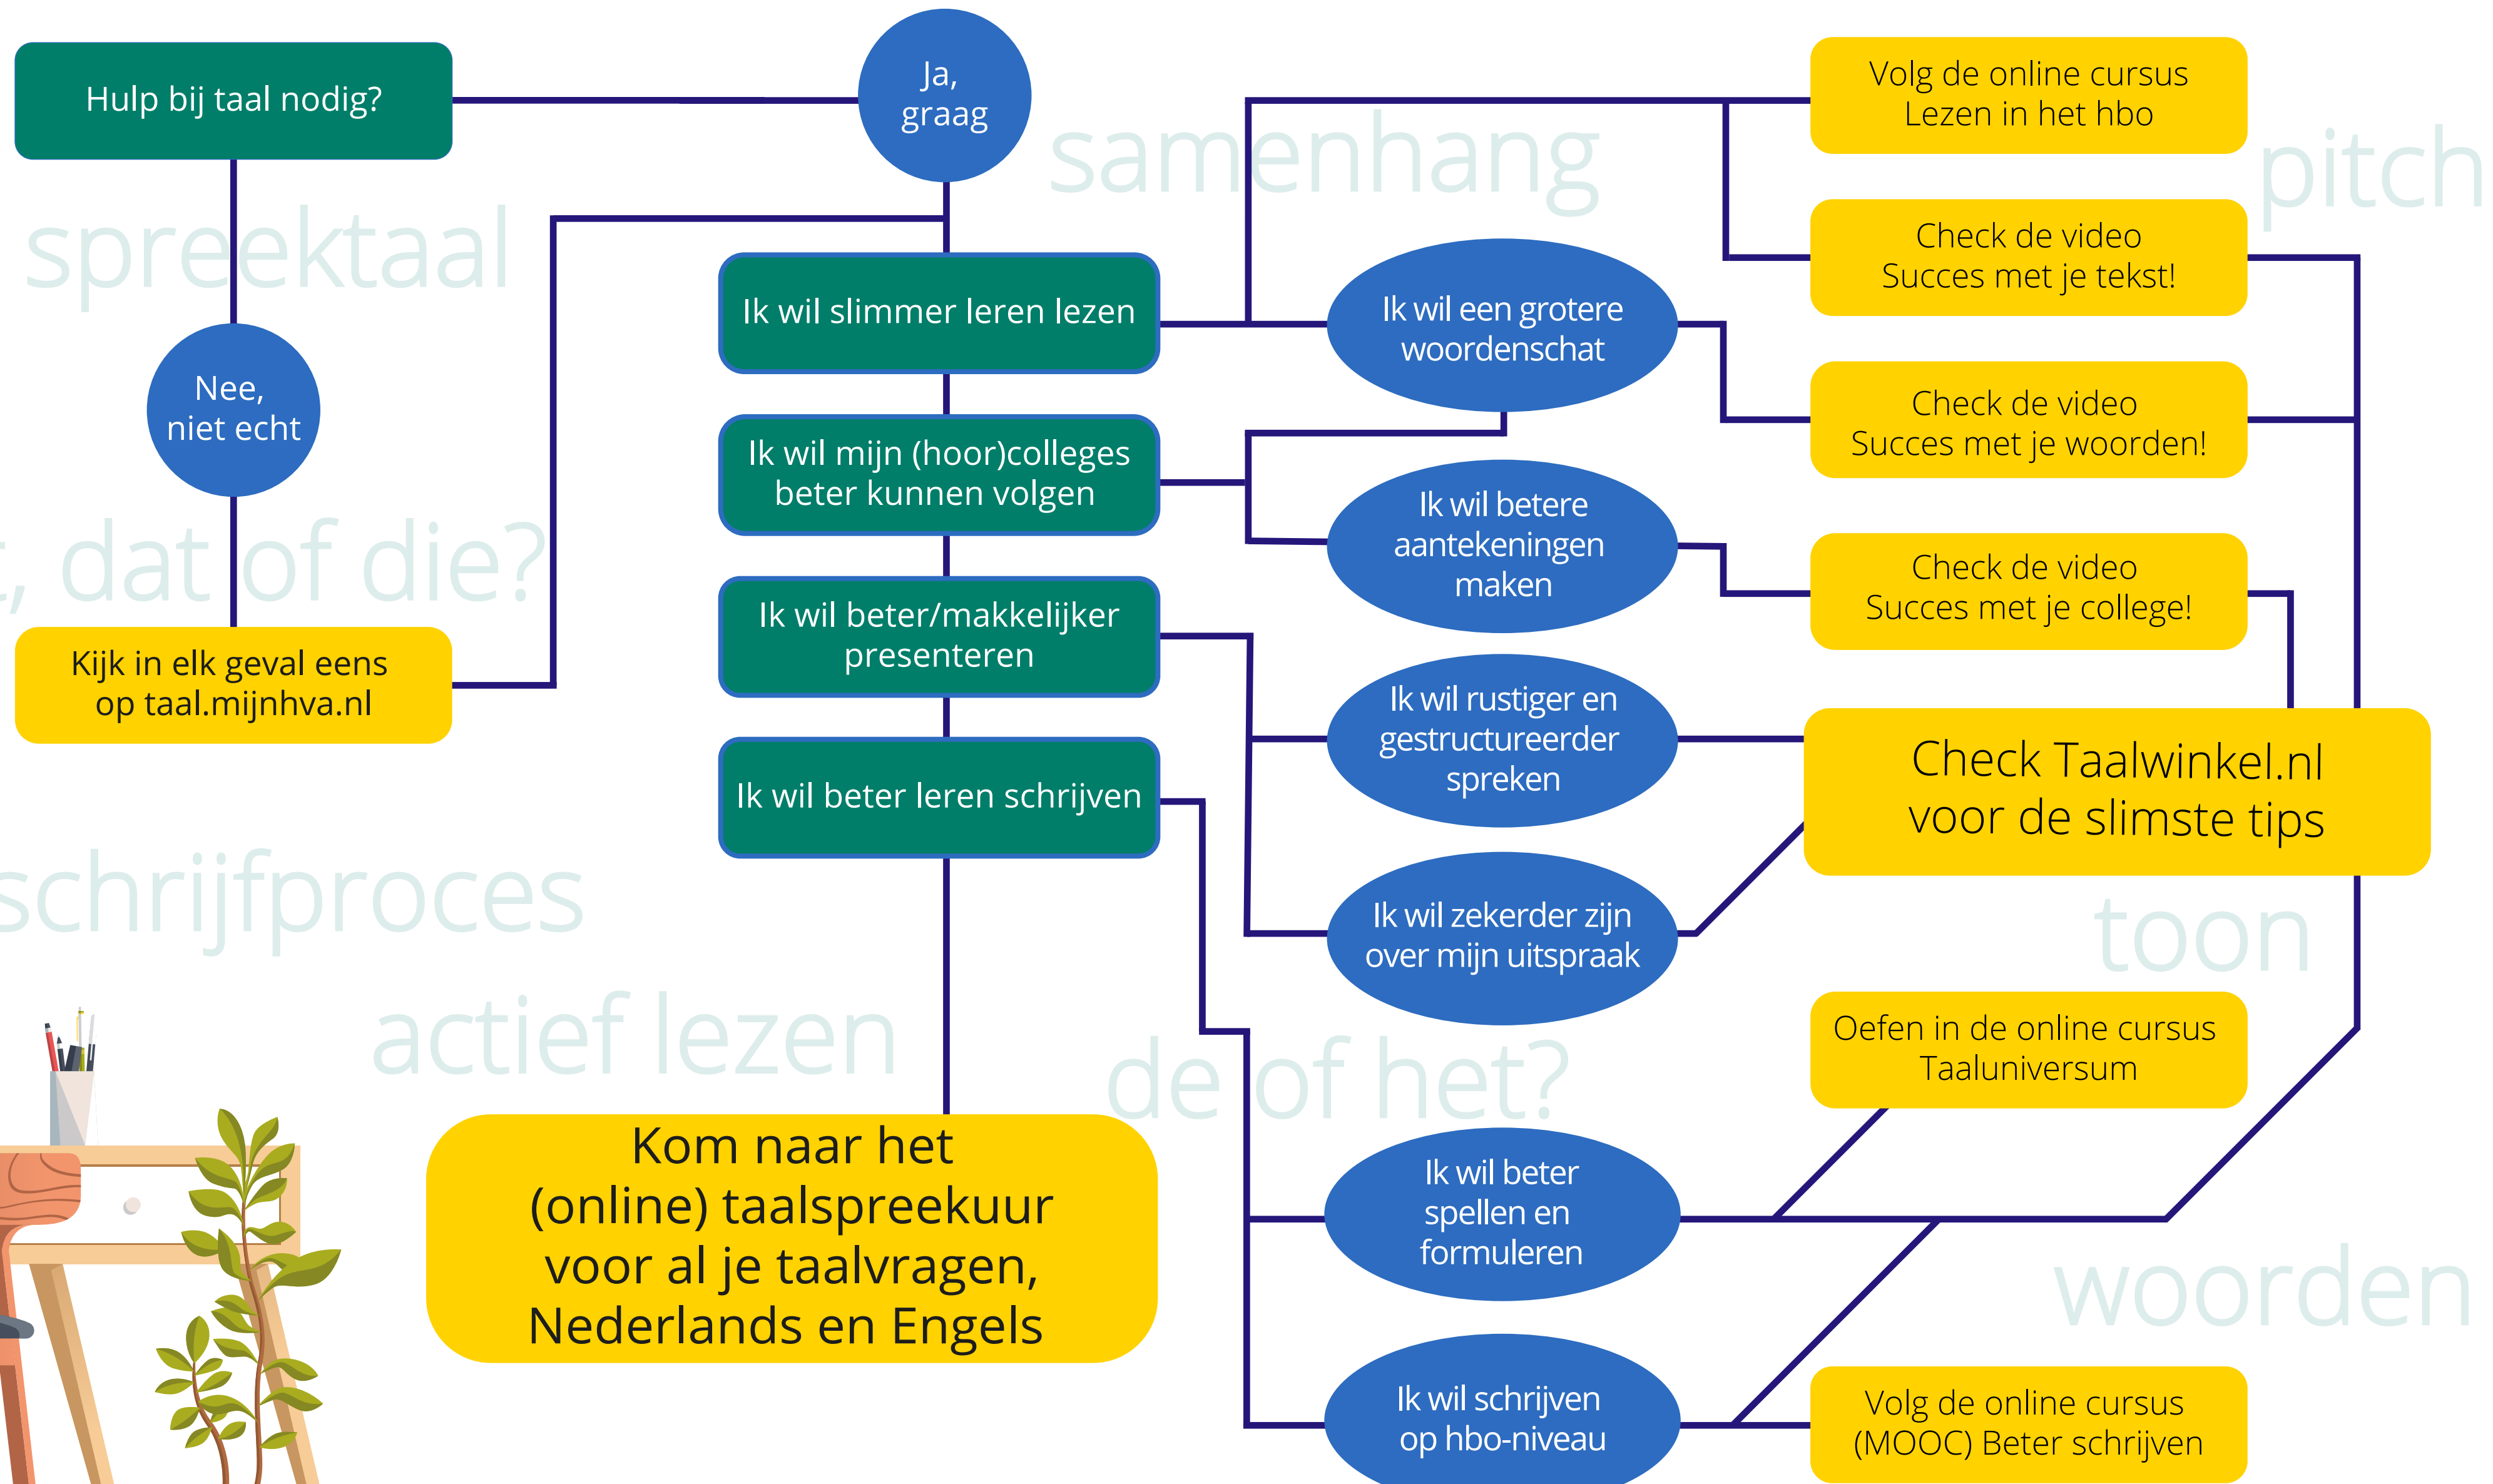 Hulp bij taal nodig?
Ja,
graag
Nee,
niet echt
Kijk in elk geval eens
op taal.mijnhva.nl
Ik wil slimmer leren lezen
Ik wil mijn (hoor)colleges
beter kunnen volgen
Ik wil beter/makkelijker
presenteren
Ik wil beter leren schrijven
Kom naar het
(online) taalspreekuur
voor al je taalvragen,
Nederlands en Engels
Ik wil een grotere
woordenschat
Ik wil betere
aantekeningen
maken
Ik wil rustiger en
gestructureerder
spreken
Ik wil zekerder zijn
over mijn uitspraak
Ik wil beter
spellen en
formuleren
Ik wil schrijven
op hbo-niveau
Volg de online cursus
Lezen in het hbo
Check de video
Succes met je tekst!
Check de video
Succes met je woorden!
Check de video
Succes met je college!
Check Taalwinkel.nl
voor de slimste tips
Oefen in de online cursus
Taaluniversum
Volg de online cursus
(MOOC) Beter schrijven
samenhang
pitch
spreektaal
, dat of die?
schrijfproces
toon
actief lezen
de of het?
woorden